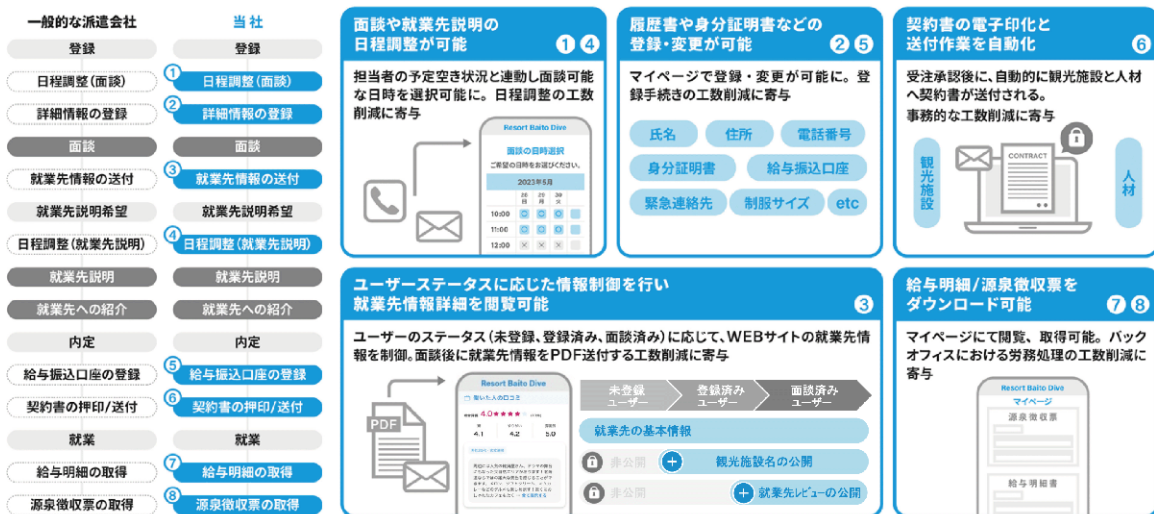 一般的な派遣会社
登録
日程調整(面談)
詳細情報の登録
面談
就業先情報の送付
就業先説明希望
日程調整(就業先説明)
就業先説明
就業先への紹介
内定
給与振込口座の登録
契約書の押印/送付
就業
給与明細の取得
源泉徴収票の取得
当社
登録
① 日程調整(面談)
② 詳細情報の登録
面談
③ 就業先情報の送付
就業先説明希望
④ 日程調整(就業先説明)
就業先説明
就業先への紹介
内定
⑤ 給与振込口座の登録
⑥ 契約書の押印/送付
就業
⑦ 給与明細の取得
⑧ 源泉徴収票の取得
面談や就業先説明の
日程調整が可能 ① ④
担当者の予定空き状況と連動し面談可能
な日時を選択可能に。日程調整の工数
削減に寄与
Resort Baito Dive
面談の日時選択
ご希望の日時をお選びください。
2023年5月
28 29 30
日 月 火
10:00
11:00
12:00
履歴書や身分証明書などの
登録・変更が可能 ② ⑤
マイページで登録・変更が可能に。登
録手続きの工数削減に寄与
氏名 住所 電話番号
身分証明書 給与振込口座
緊急連絡先 制服サイズ etc
契約書の電子印化と
送付作業を自動化 ⑥
受注承認後に、自動的に観光施設と人材
へ契約書が送付される。
事務的な工数削減に寄与
観光施設
CONTRACT
人材
ユーザーステータスに応じた情報制御を行い
就業先情報詳細を閲覧可能 ③
ユーザーのステータス(未登録、登録済み、面談済み)に応じて、WEBサイトの就業先情
報を制御。面談後に就業先情報をPDF送付する工数削減に寄与
PDF
Resort Baito Dive
働いた人の口コミ
4.0★★★★
4.1 4.2 5.0
未登録
ユーザー
登録済み
ユーザー
面談済み
ユーザー
就業先の基本情報
非公開 + 観光施設名の公開
非公開 + 就業先レビューの公開
給与明細/源泉徴収票を
ダウンロード可能 ⑦ ⑧
マイページにて閲覧、取得可能。バック
オフィスにおける労務処理の工数削減に
寄与
Resort Baito Dive
マイページ
源泉徴収票
給与明細書